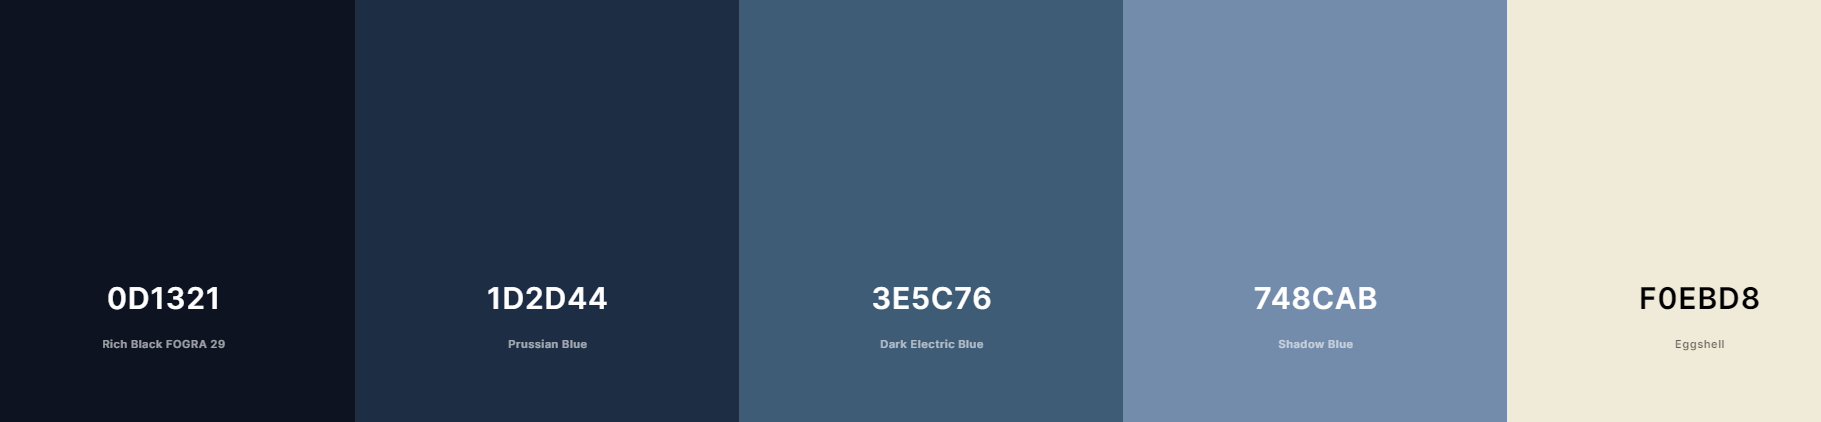 0D1321
Rich Black FOGRA 29
1D2D44
Prussian Blue
3E5C76
Dark Electric Blue
748CAB
Shadow Blue
F0EBD8
Eggshell